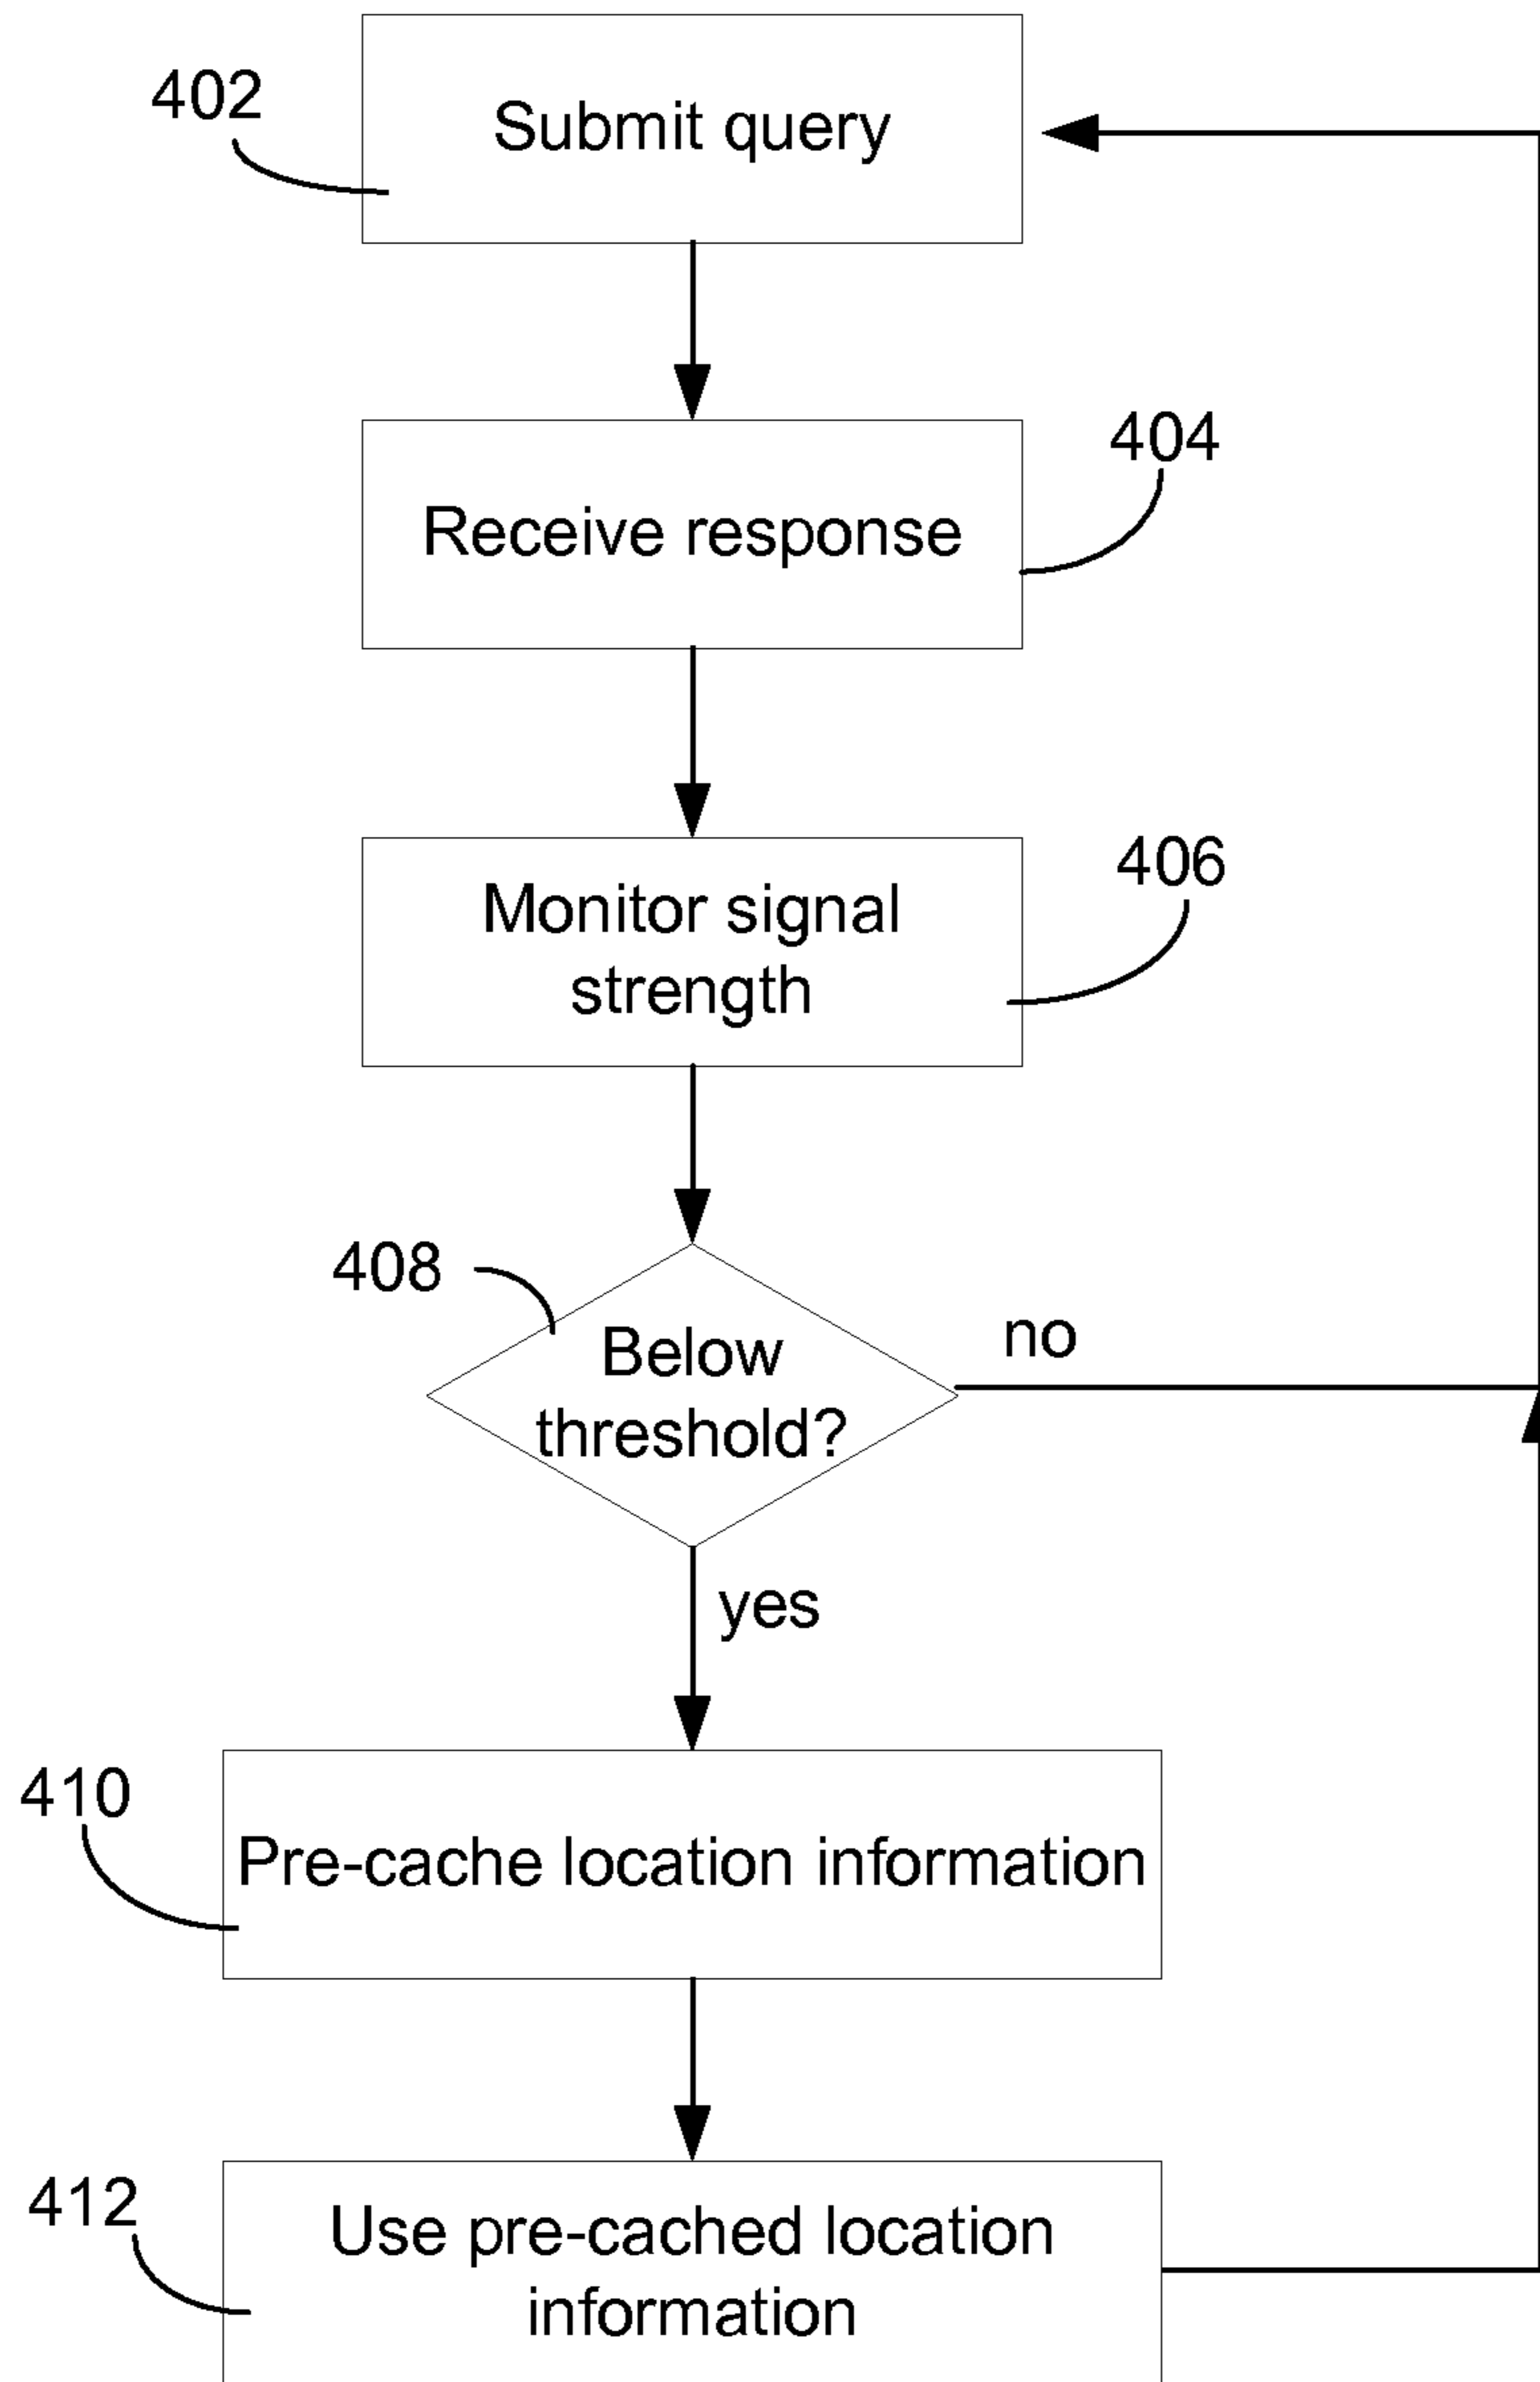 402
Submit query
404
Receive response
406
Monitor signal
strength
408
Below
threshold?
no
yes
410
Pre-cache location information
412
Use pre-cached location
information